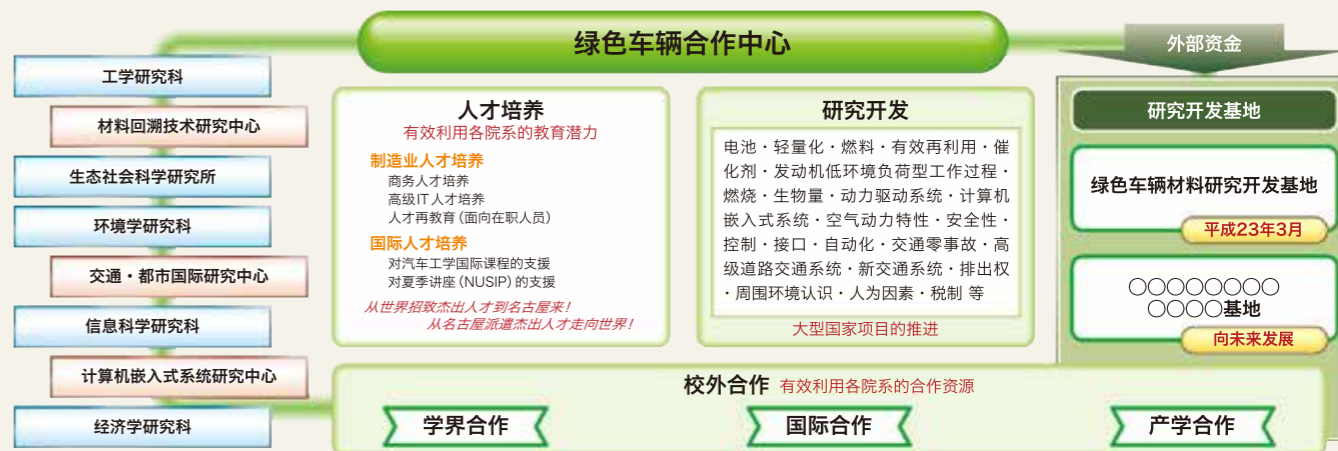 绿色车辆合作中心
外部资金
工学研究科
材料回溯技术研究中心
生态社会科学研究所
环境学研究科
交通・都市国际研究中心
信息科学研究科
计算机嵌入式系统研究中心
经济学研究科
人才培养
有效利用各院系的教育潜力
制造业人才培养
商务人才培养
高级IT人才培养
人才再教育(面向在职人员)
国际人才培养
对汽车工学国际课程的支援
对夏季讲座(NUSIP)的支援
从世界招致杰出人才到名古屋来!
从名古屋派遣杰出人才走向世界!
研究开发
电池・轻量化・燃料・有效再利用・催
化剂・发动机低环境负荷型工作过程・
燃烧・生物量・动力驱动系统・计算机
嵌入式系统・空气动力特性・安全性・
控制・接口・自动化・交通零事故・高
级道路交通系统・新交通系统・排出权
・周围环境认识・人为因素・税制 等
大型国家项目的推进
研究开发基地
绿色车辆材料研究开发基地
平成23年3月
○○○○○○○○
○○○○基地
向未来发展
校外合作 有效利用各院系的合作资源
学界合作
国际合作
产学合作